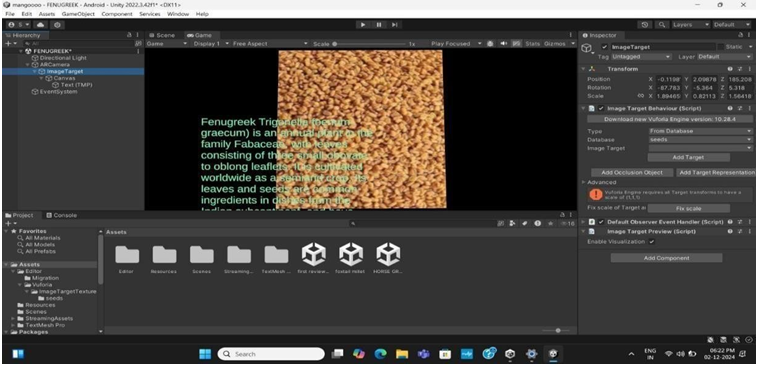 mangoooo - FENUGREEK - Android - Unity 2022.3.42f1* <DX11>
File Edit Assets GameObject Component Services Window Help
S
Layers
Default
Hierarchy
All
FENUGREEK*
Directional Light
ARCamera
ImageTarget
Canvas
Text (TMP)
EventSystem
Scene
Game
Game
Display 1
Free Aspect
Scale
1x
Play Focused
Stats
Gizmos
Fenugreek Trigonella
graecum) is an annual plant in the
family Fabaceae, with leaves
consisting of three small obovate
to oblong leaflets. It is cultivated
worldwide as a semiarid crop. Its
leaves and seeds are common
ingredients in dishes from the
Indian subcontinent, and have
Inspector
ImageTarget
Static
Tag Untagged
Layer Default
Transform
Position X -0.1198 Y 2.09878 Z 185.208
Rotation X -87.783 Y -5.364 Z 5.318
Scale X 1.89465 Y 0.82113 Z 1.56418
Image Target Behaviour (Script)
Download new Vuforia Engine version: 10.28.4
Type From Database
Database seeds
Image Target
Add Target
Add Occlusion Object
Add Target Representation
Advanced
Vuforia Engine requires all Target transforms to have a
scale of (1,1,1)
Fix scale of Target
Fix scale
Default Observer Event Handler (Script)
Image Target Preview (Script)
Enable Visualization
Add Component
Project
Console
16
Favorites
All Materials
All Models
All Prefabs
Assets
Editor
Migration
Vuforia
ImageTargetTexture
seeds
Resources
Scenes
StreamingAssets
TextMesh Pro
Packages
Assets
Editor
Resources
Scenes
Streaming...
TextMesh ...
first review...
foxtail millet
HORSE GR...
Search
ENG
IN
06:22 PM
02-12-2024